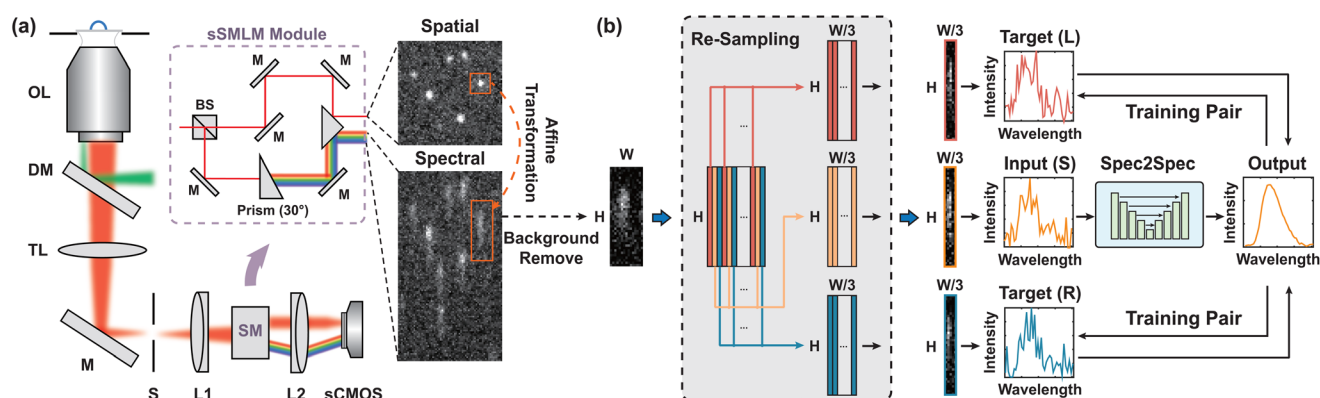 (a)
OL
DM
TL
M
S
L1
SM
L2
sCMOS
sSMLM Module
BS
M
M
M
M
M
Prism (30°)
Spatial
Spectral
Affine
Transformation
Background
Remove
(b)
W
H
Re-Sampling
H
...
...
...
...
W/3
H
...
W/3
H
...
W/3
H
...
W/3
H
Target (L)
Intensity
Wavelength
Training Pair
W/3
H
Input (S)
Intensity
Wavelength
Spec2Spec
Output
Intensity
Wavelength
W/3
H
Target (R)
Intensity
Wavelength
Training Pair